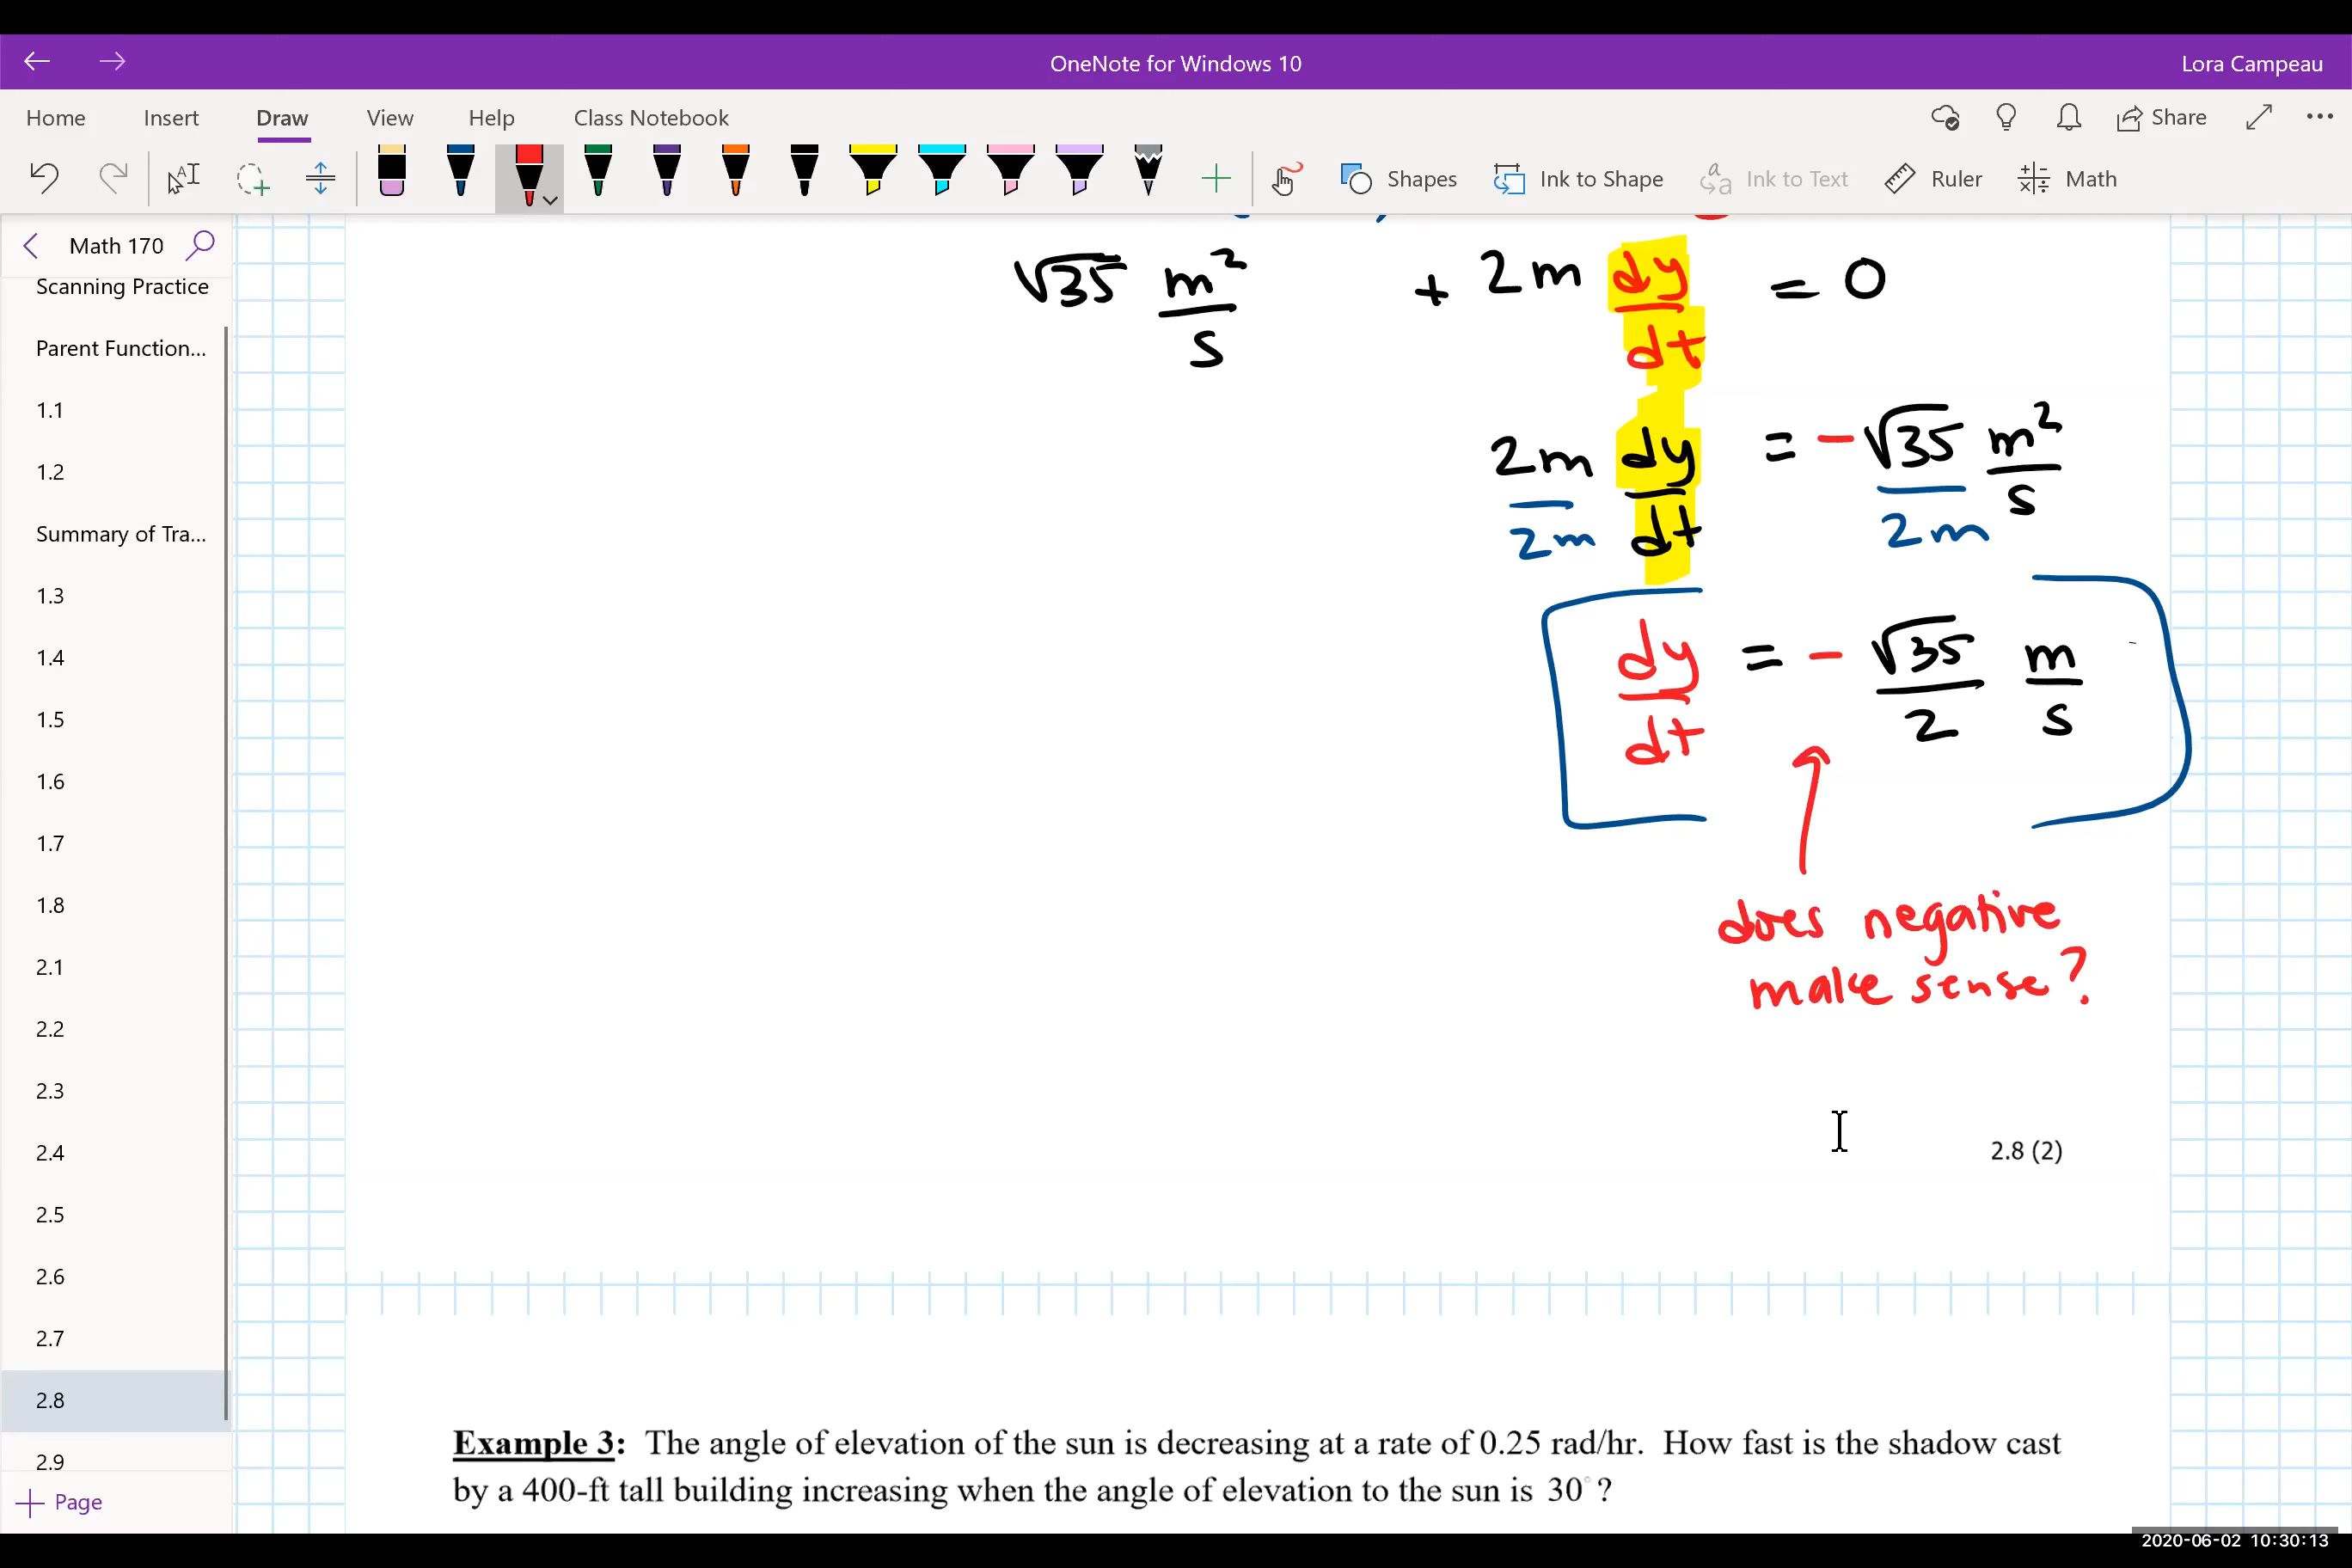 OneNote for Windows 10
Lora Campeau
Home Insert Draw View Help Class Notebook Share
Shapes Ink to Shape Ink to Text Ruler Math
Math 170
Scanning Practice
Parent Function...
1.1
1.2
Summary of Tra...
1.3
1.4
1.5
1.6
1.7
1.8
2.1
2.2
2.3
2.4
2.5
2.6
2.7
2.8
2.9
Page
√35 m²/s + 2m dy/dt = 0
2m/2m dy/dt = -√35/2m m²/s
dy/dt = - √35/2 m/s
does negative
make sense?
2.8 (2)
Example 3: The angle of elevation of the sun is decreasing at a rate of 0.25 rad/hr. How fast is the shadow cast
by a 400-ft tall building increasing when the angle of elevation to the sun is 30° ?
2020-06-02 10:30:13